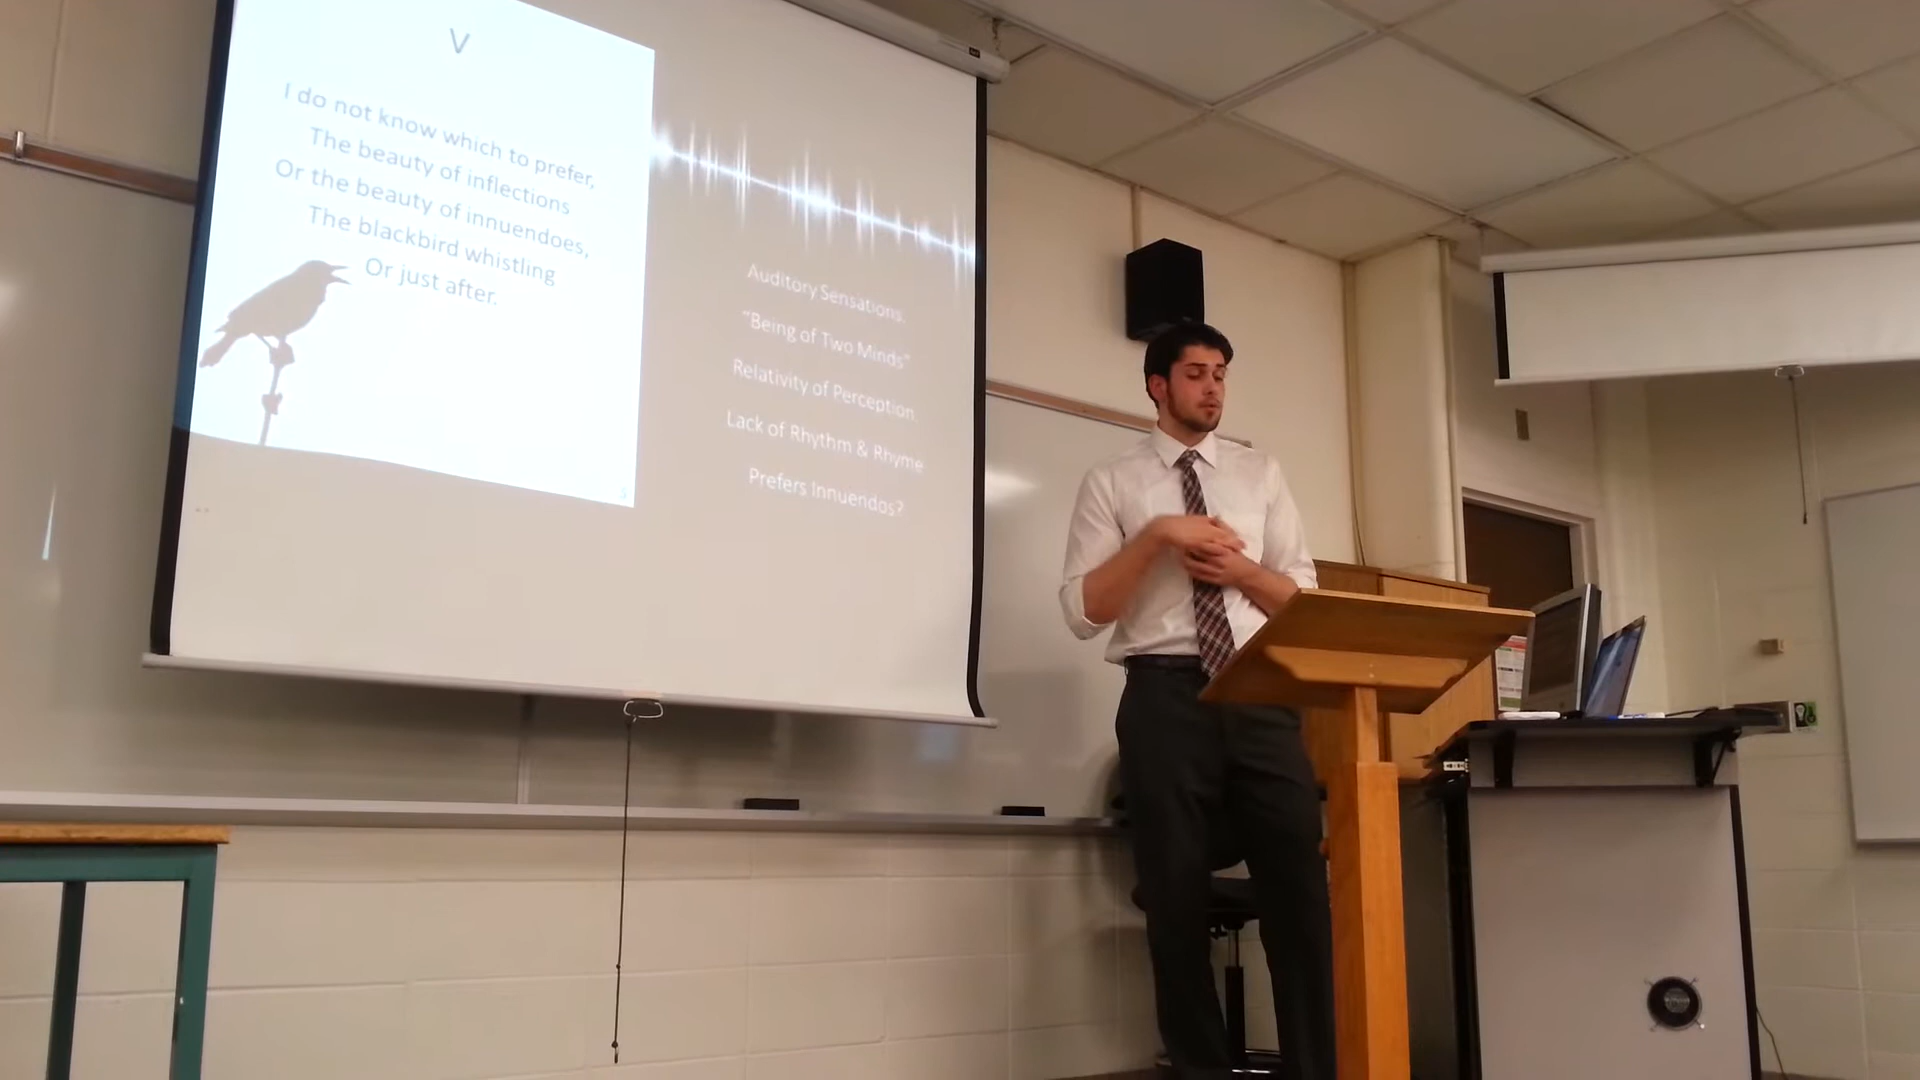 V
I do not know which to prefer,
The beauty of inflections
Or the beauty of innuendoes,
The blackbird whistling
Or just after.
Auditory Sensations.
"Being of Two Minds"
Relativity of Perception.
Lack of Rhythm & Rhyme
Prefers Innuendos?